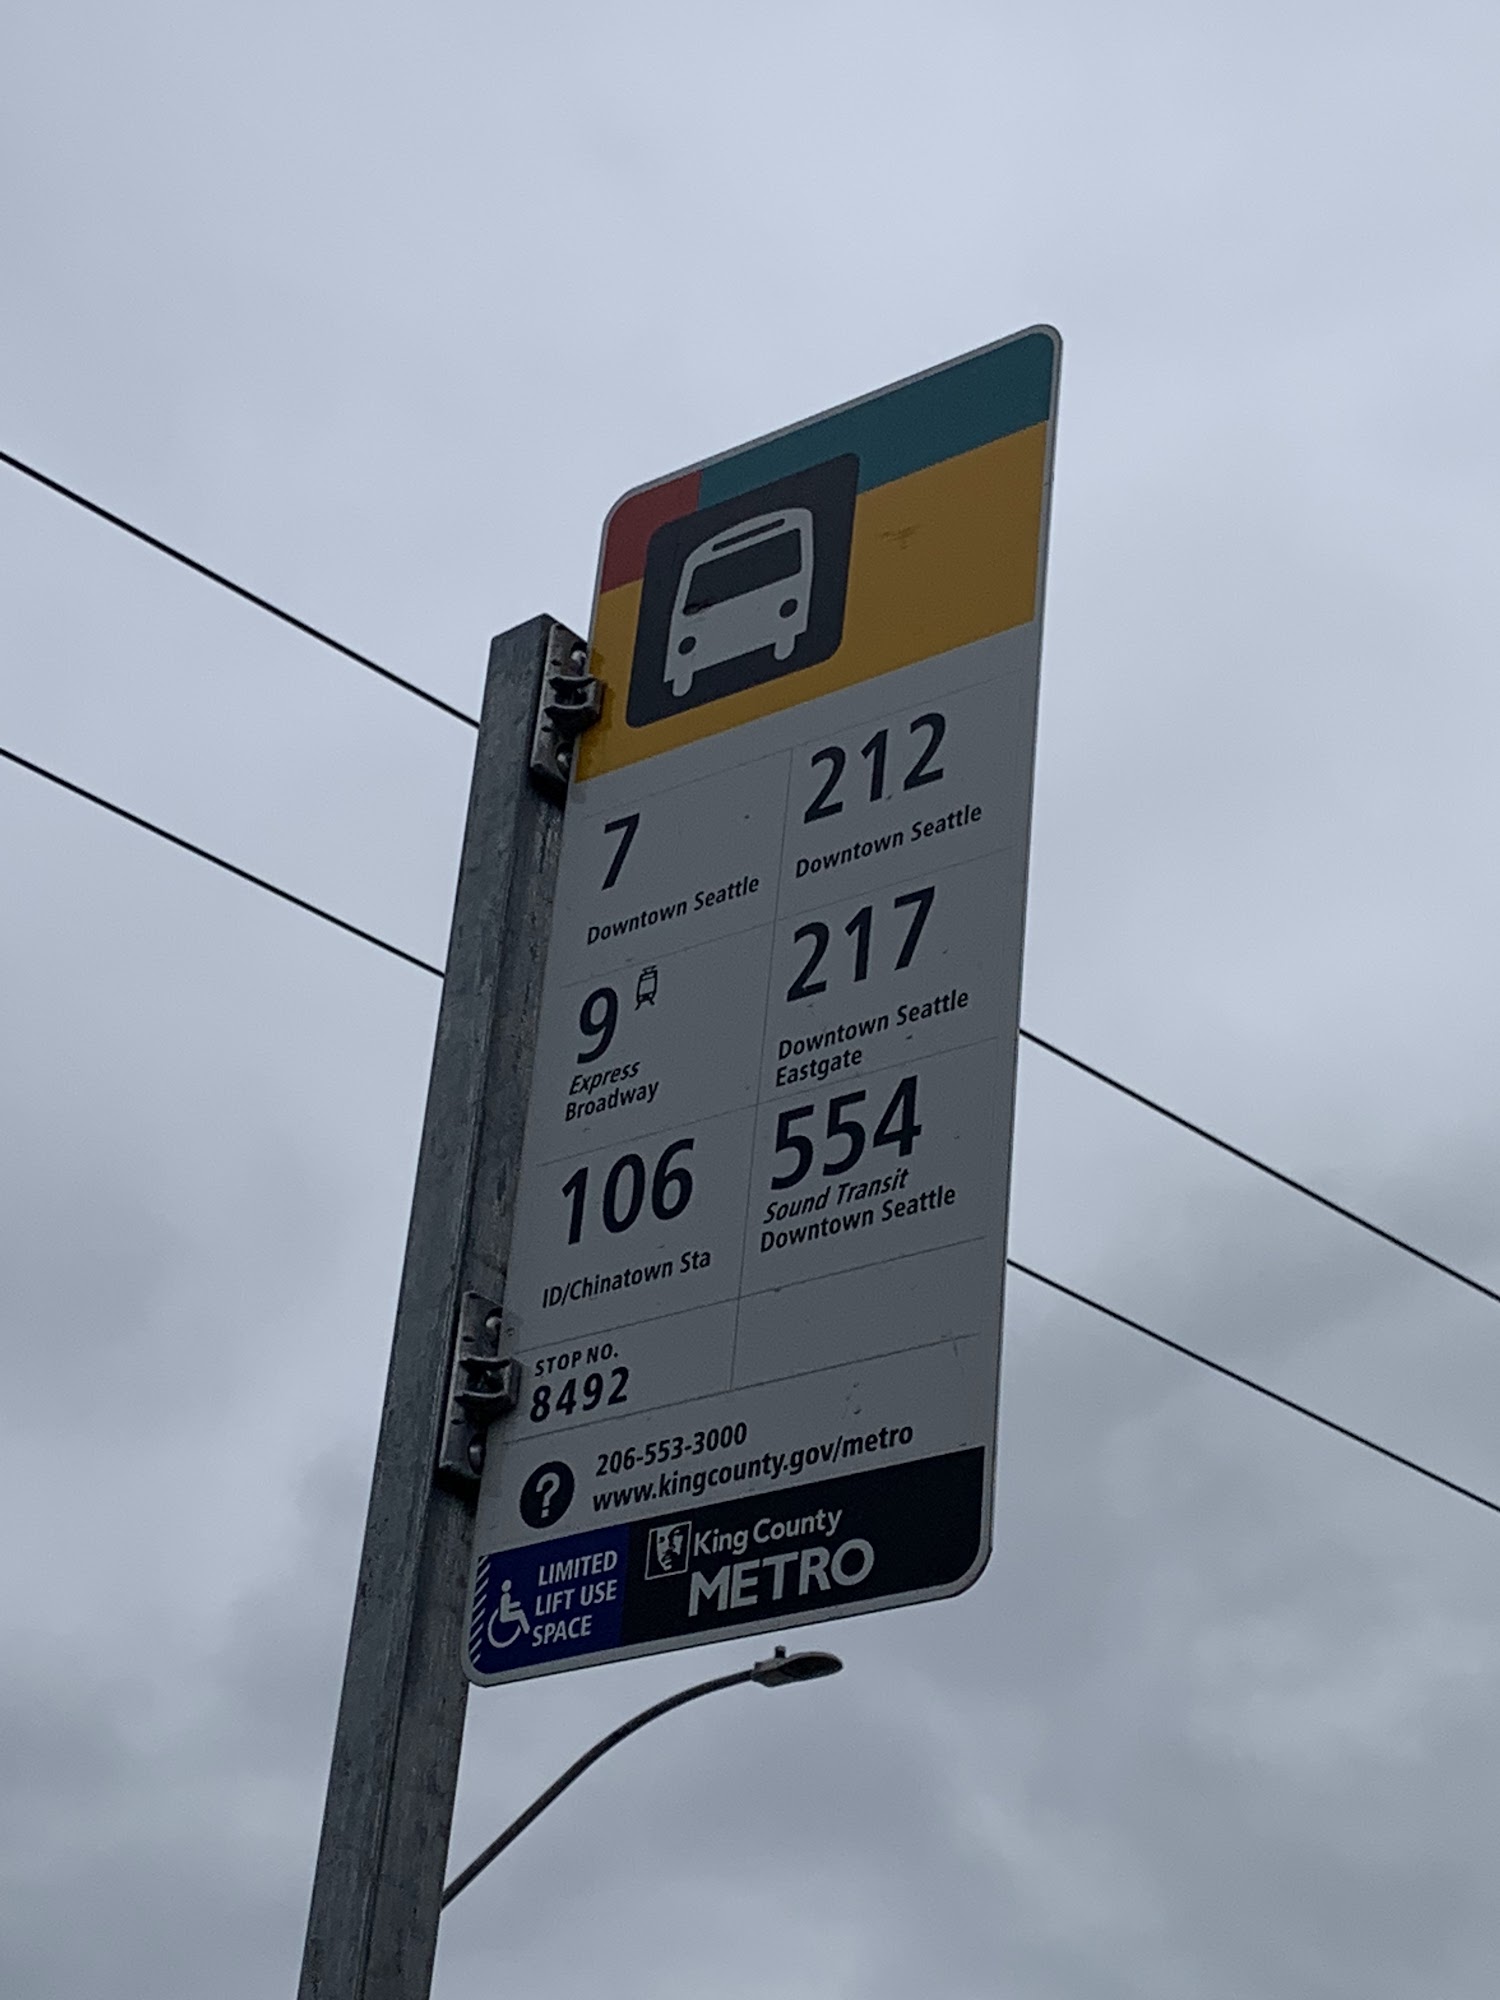 7
Downtown Seattle
9
Express
Broadway
106
ID/Chinatown Sta
212
Downtown Seattle
217
Downtown Seattle
Eastgate
554
Sound Transit
Downtown Seattle
STOP NO.
8492
?
206-553-3000
www.kingcounty.gov/metro
LIMITED
LIFT USE
SPACE
King County
METRO